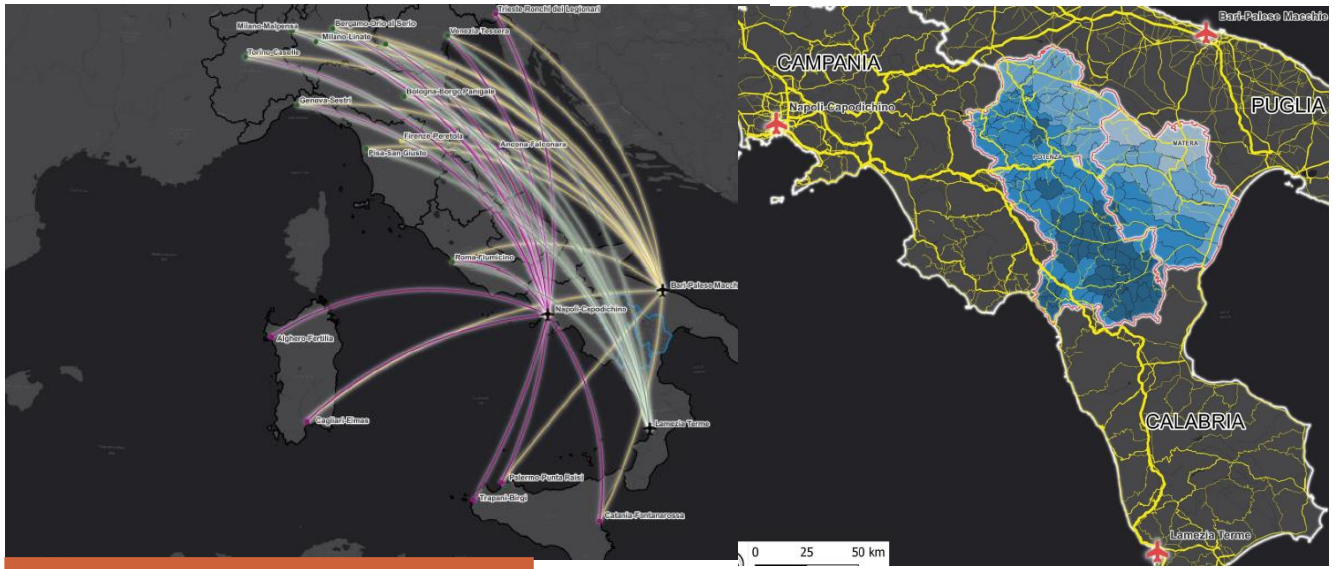 Trieste Ronchi dei Legionari
Bergamo-Orio al Serio
Milano-Malpensa
Milano-Linate
Venezia-Tessera
Torino-Caselle
Bologna-Borgo Panigale
Genova-Sestri
Firenze-Peretola
Ancona-Falconara
Pisa-San Giusto
Roma-Fiumicino
Bari-Palese Macchi
Napoli-Capodichino
Alghero-Fertilia
Cagliari-Elmas
Lamezia Terme
Palermo-Punta Raisi
Trapani-Birgi
Catania-Fontanarossa
Bari-Palese Macchie
CAMPANIA
PUGLIA
Napoli-Capodichino
MATERA
POTENZA
CALABRIA
Lamezia Terme
0 25 50 km